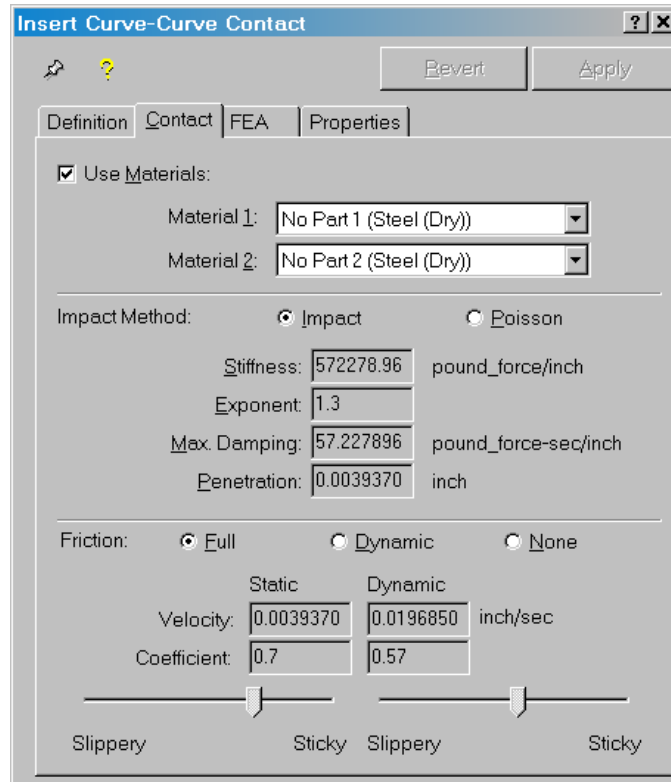 Insert Curve-Curve Contact
Revert Apply
Definition Contact FEA Properties
Use Materials:
Material 1: No Part 1 (Steel (Dry))
Material 2: No Part 2 (Steel (Dry))
Impact Method: Impact Poisson
Stiffness: 572278.96 pound_force/inch
Exponent: 1.3
Max. Damping: 57.227896 pound_force-sec/inch
Penetration: 0.0039370 inch
Friction: Full Dynamic None
Static Dynamic
Velocity: 0.0039370 0.0196850 inch/sec
Coefficient: 0.7 0.57
Slippery Sticky Slippery Sticky